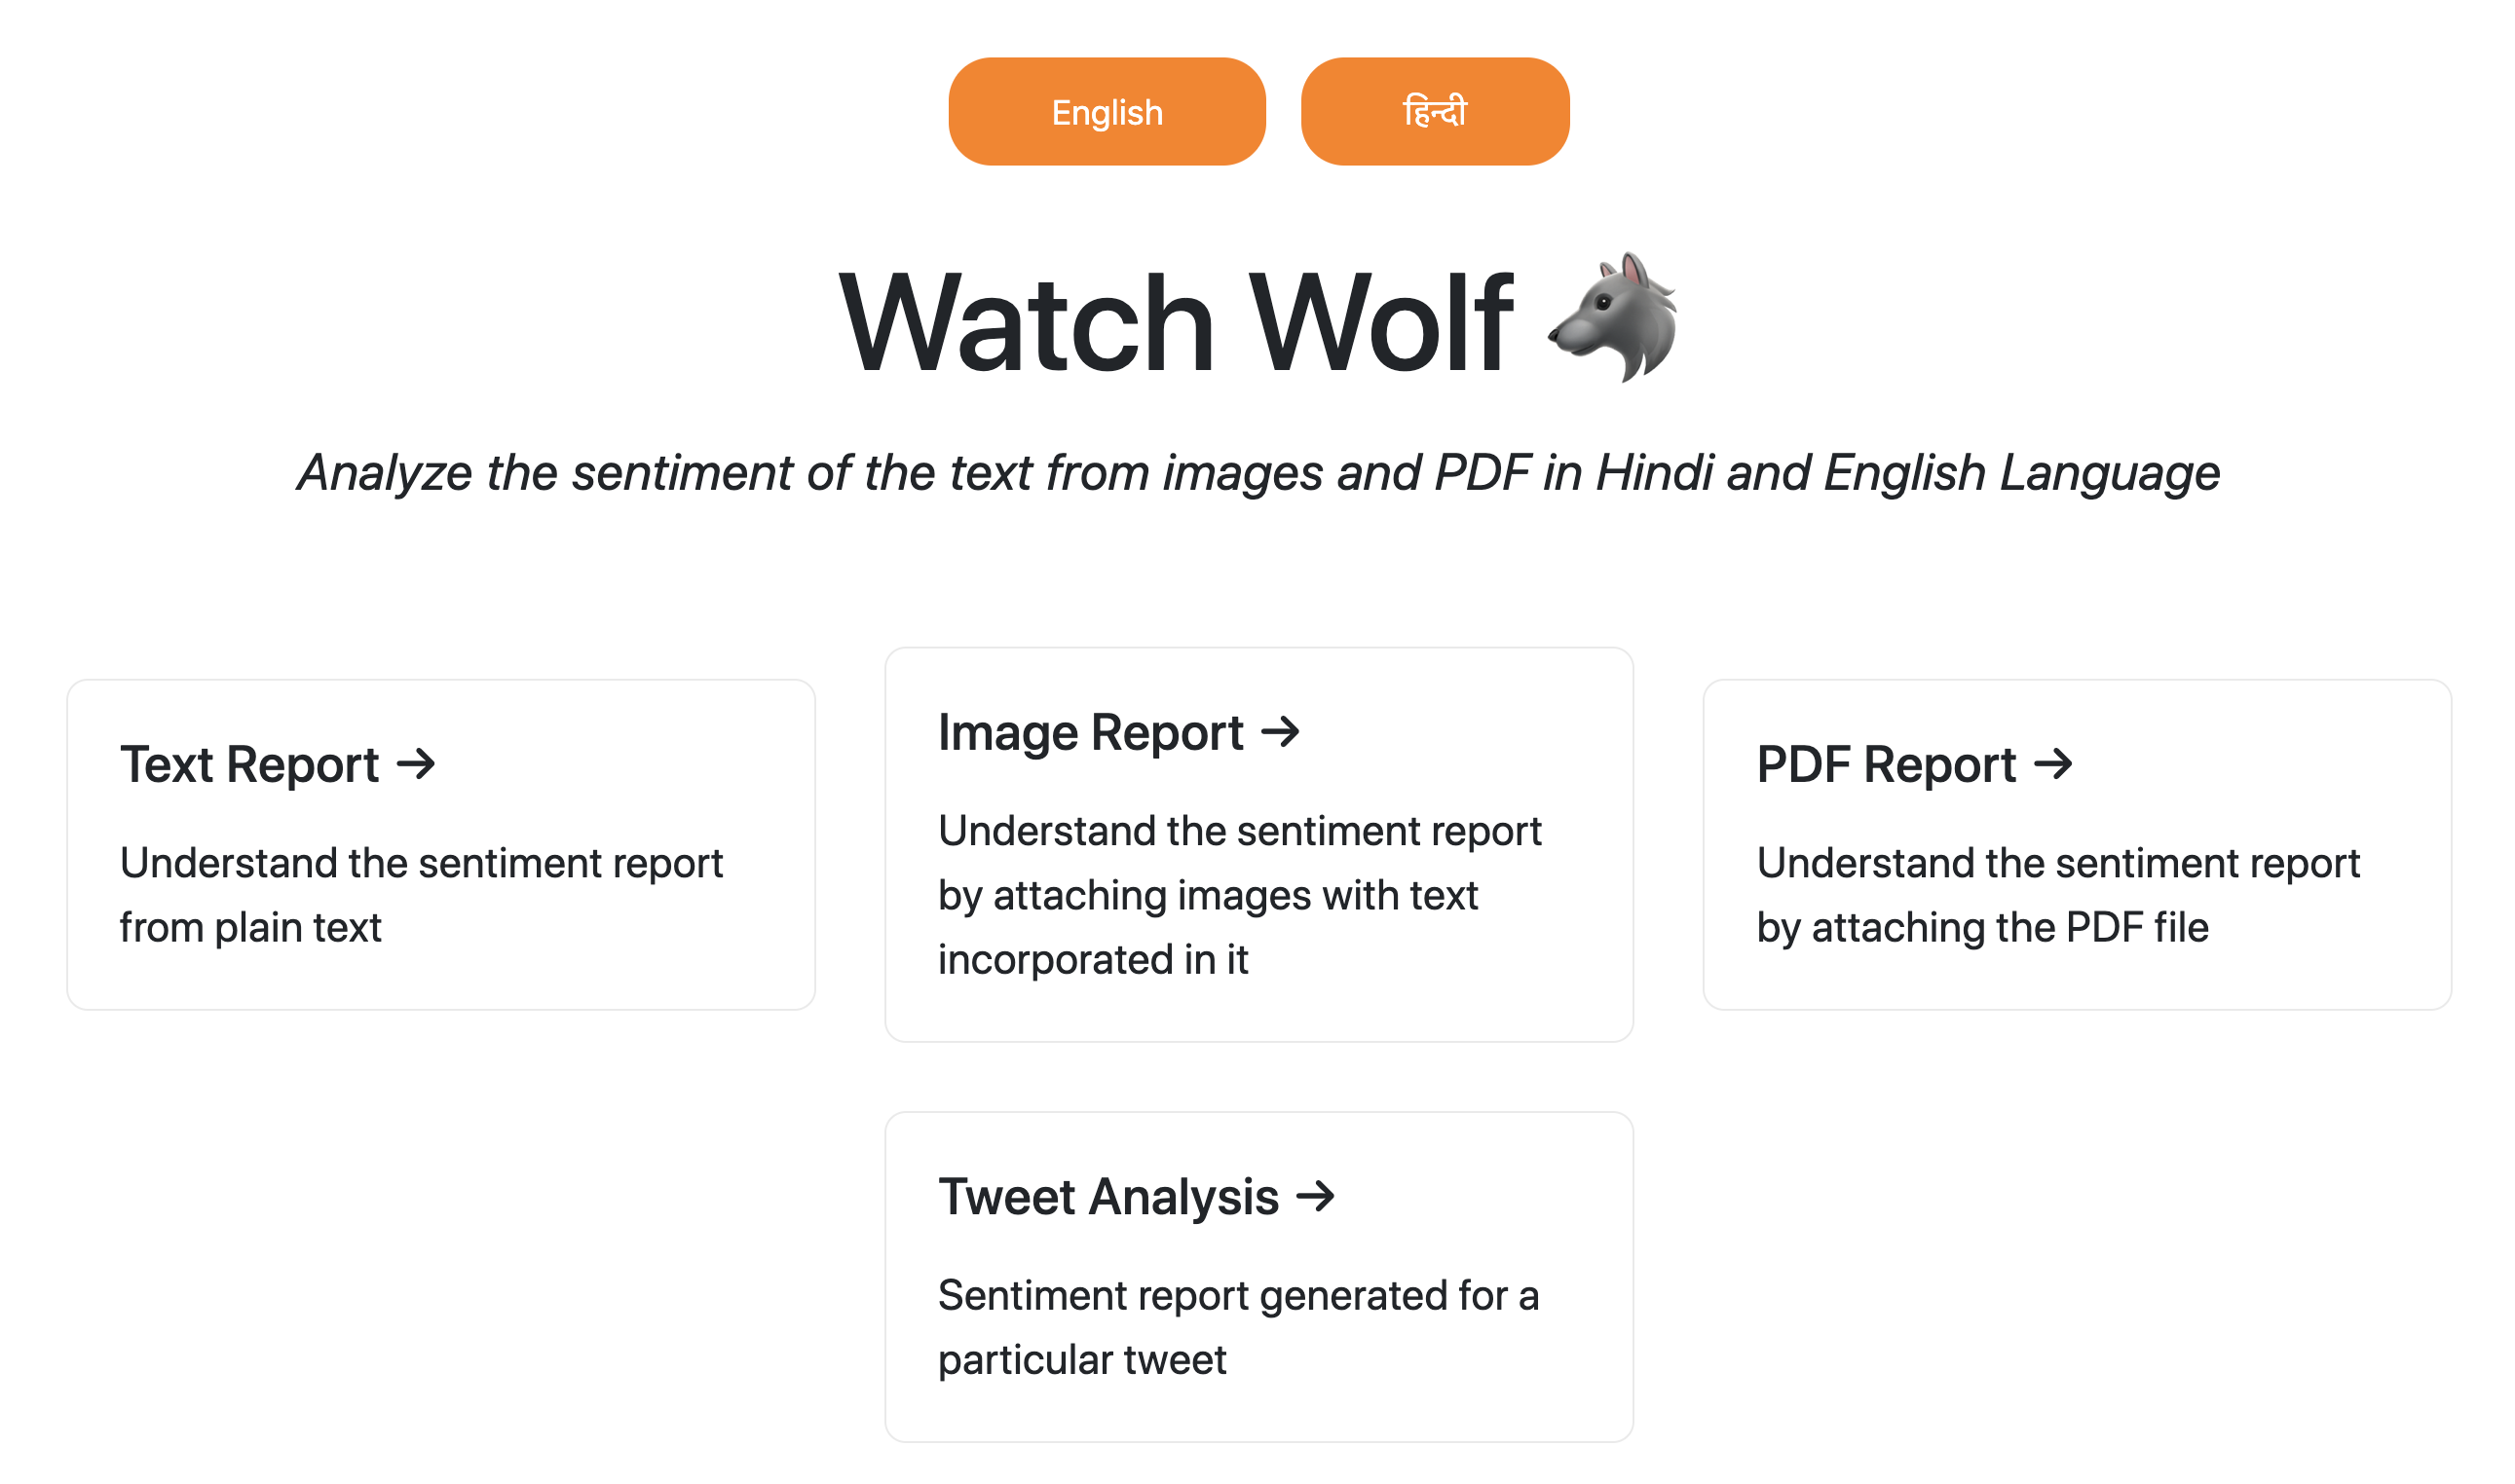 English
हिन्दी
Watch Wolf 🐺
Analyze the sentiment of the text from images and PDF in Hindi and English Language
Text Report →
Understand the sentiment report
from plain text
Image Report →
Understand the sentiment report
by attaching images with text
incorporated in it
PDF Report →
Understand the sentiment report
by attaching the PDF file
Tweet Analysis →
Sentiment report generated for a
particular tweet